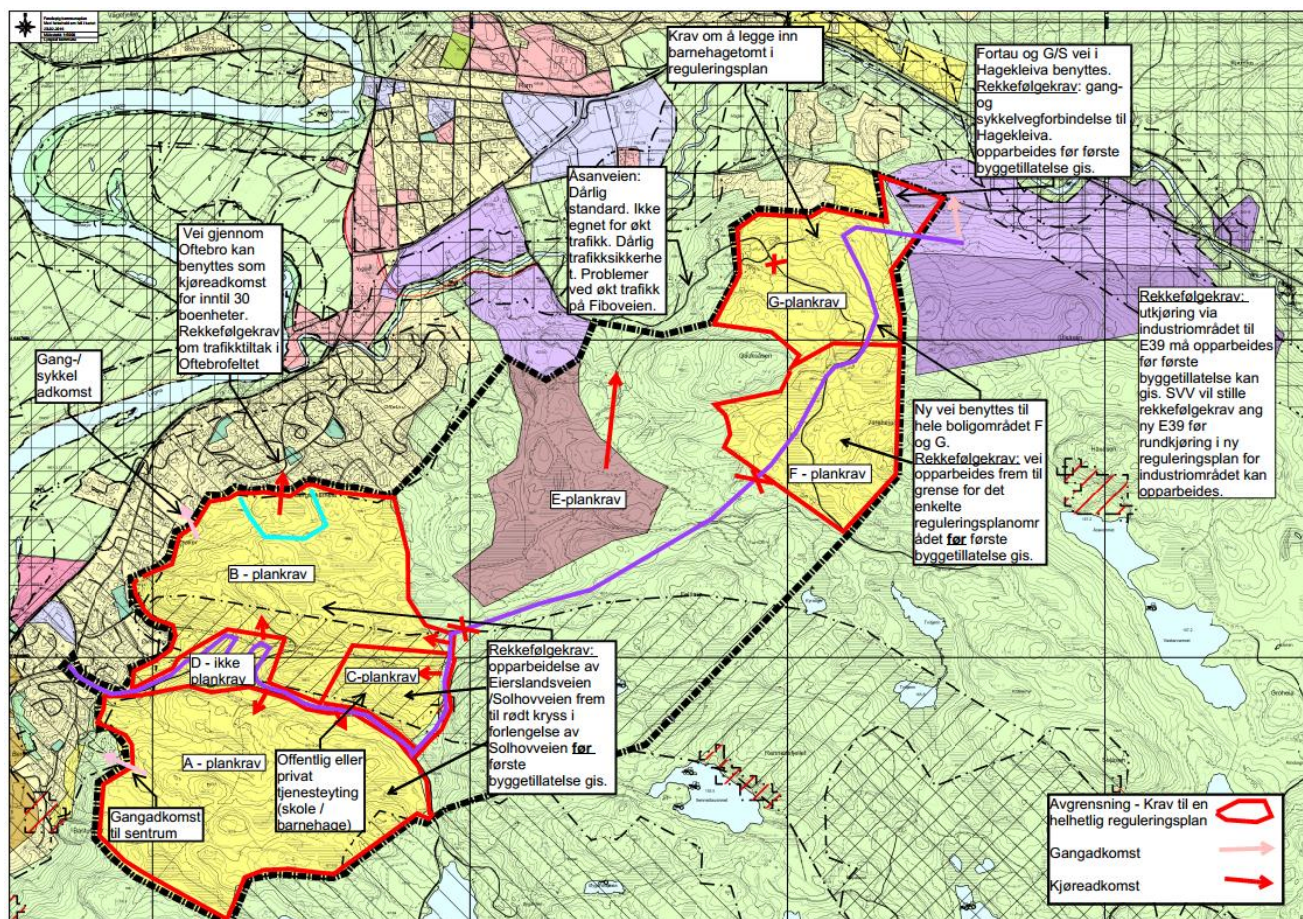 Krav om å legge inn
barnehagetomt i
reguleringsplan
Fortau og G/S vei i
Hagekleiva benyttes.
Rekkefølgekrav: gang-
og
sykkelvegforbindelse til
Hagekleiva.
opparbeides før første
byggetillatelse gis.
Åsanveien:
Dårlig
standard. Ikke
egnet for økt
trafikk. Dårlig
trafikksikkerhe
t. Problemer
ved økt trafikk
på Fiboveien.
Vei gjennom
Oftebro kan
benyttes som
kjøreadkomst
for inntil 30
boenheter.
Rekkefølgekrav
om trafikktiltak i
Oftebrofeltet
Gang-/
sykkel
adkomst
G-plankrav
Rekkefølgekrav:
utkjøring via
industriområdet til
E39 må opparbeides
før første
byggetillatelse kan
gis. SVV vil stille
rekkefølgekrav ang
ny E39 før
rundkjøring i ny
reguleringsplan for
industriområdet kan
opparbeides.
Ny vei benyttes til
hele boligområdet F
og G.
Rekkefølgekrav: vei
opparbeides frem til
grense for det
enkelte
reguleringsplanomr
ådet før første
byggetillatelse gis.
F - plankrav
E-plankrav
B - plankrav
D - ikke
plankrav
C-plankrav
Rekkefølgekrav:
opparbeidelse av
Eierslandsveien
/Solhovveien frem
til rødt kryss i
forlengelse av
Solhovveien før
første
byggetillatelse gis.
A - plankrav
Offentlig eller
privat
tjenesteyting
(skole /
barnehage)
Gangadkomst
til sentrum
Avgrensning - Krav til en
helhetlig reguleringsplan
Gangadkomst
Kjøreadkomst